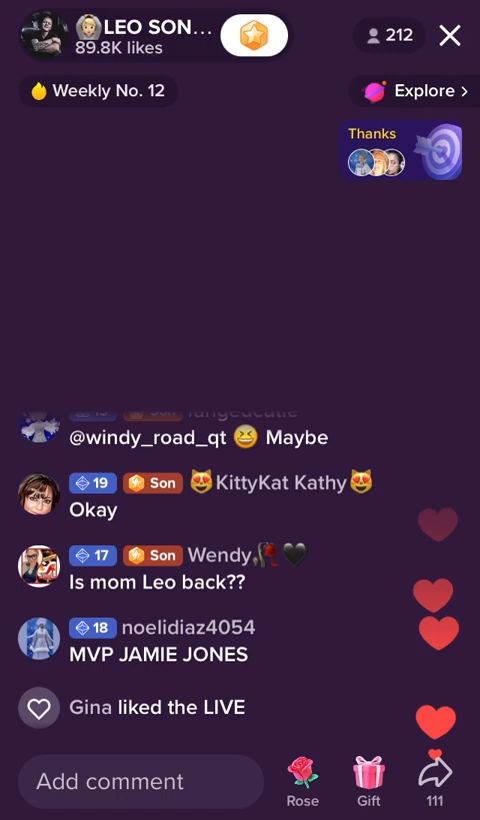 LEO SON...
89.8K likes
212
Weekly No. 12
Explore >
Thanks
@windy_road_qt 😆 Maybe
19 Son 😻KittyKat Kathy😻
Okay
17 Son Wendy🥀🖤
Is mom Leo back??
18 noelidiaz4054
MVP JAMIE JONES
Gina liked the LIVE
Add comment
Rose
Gift
111